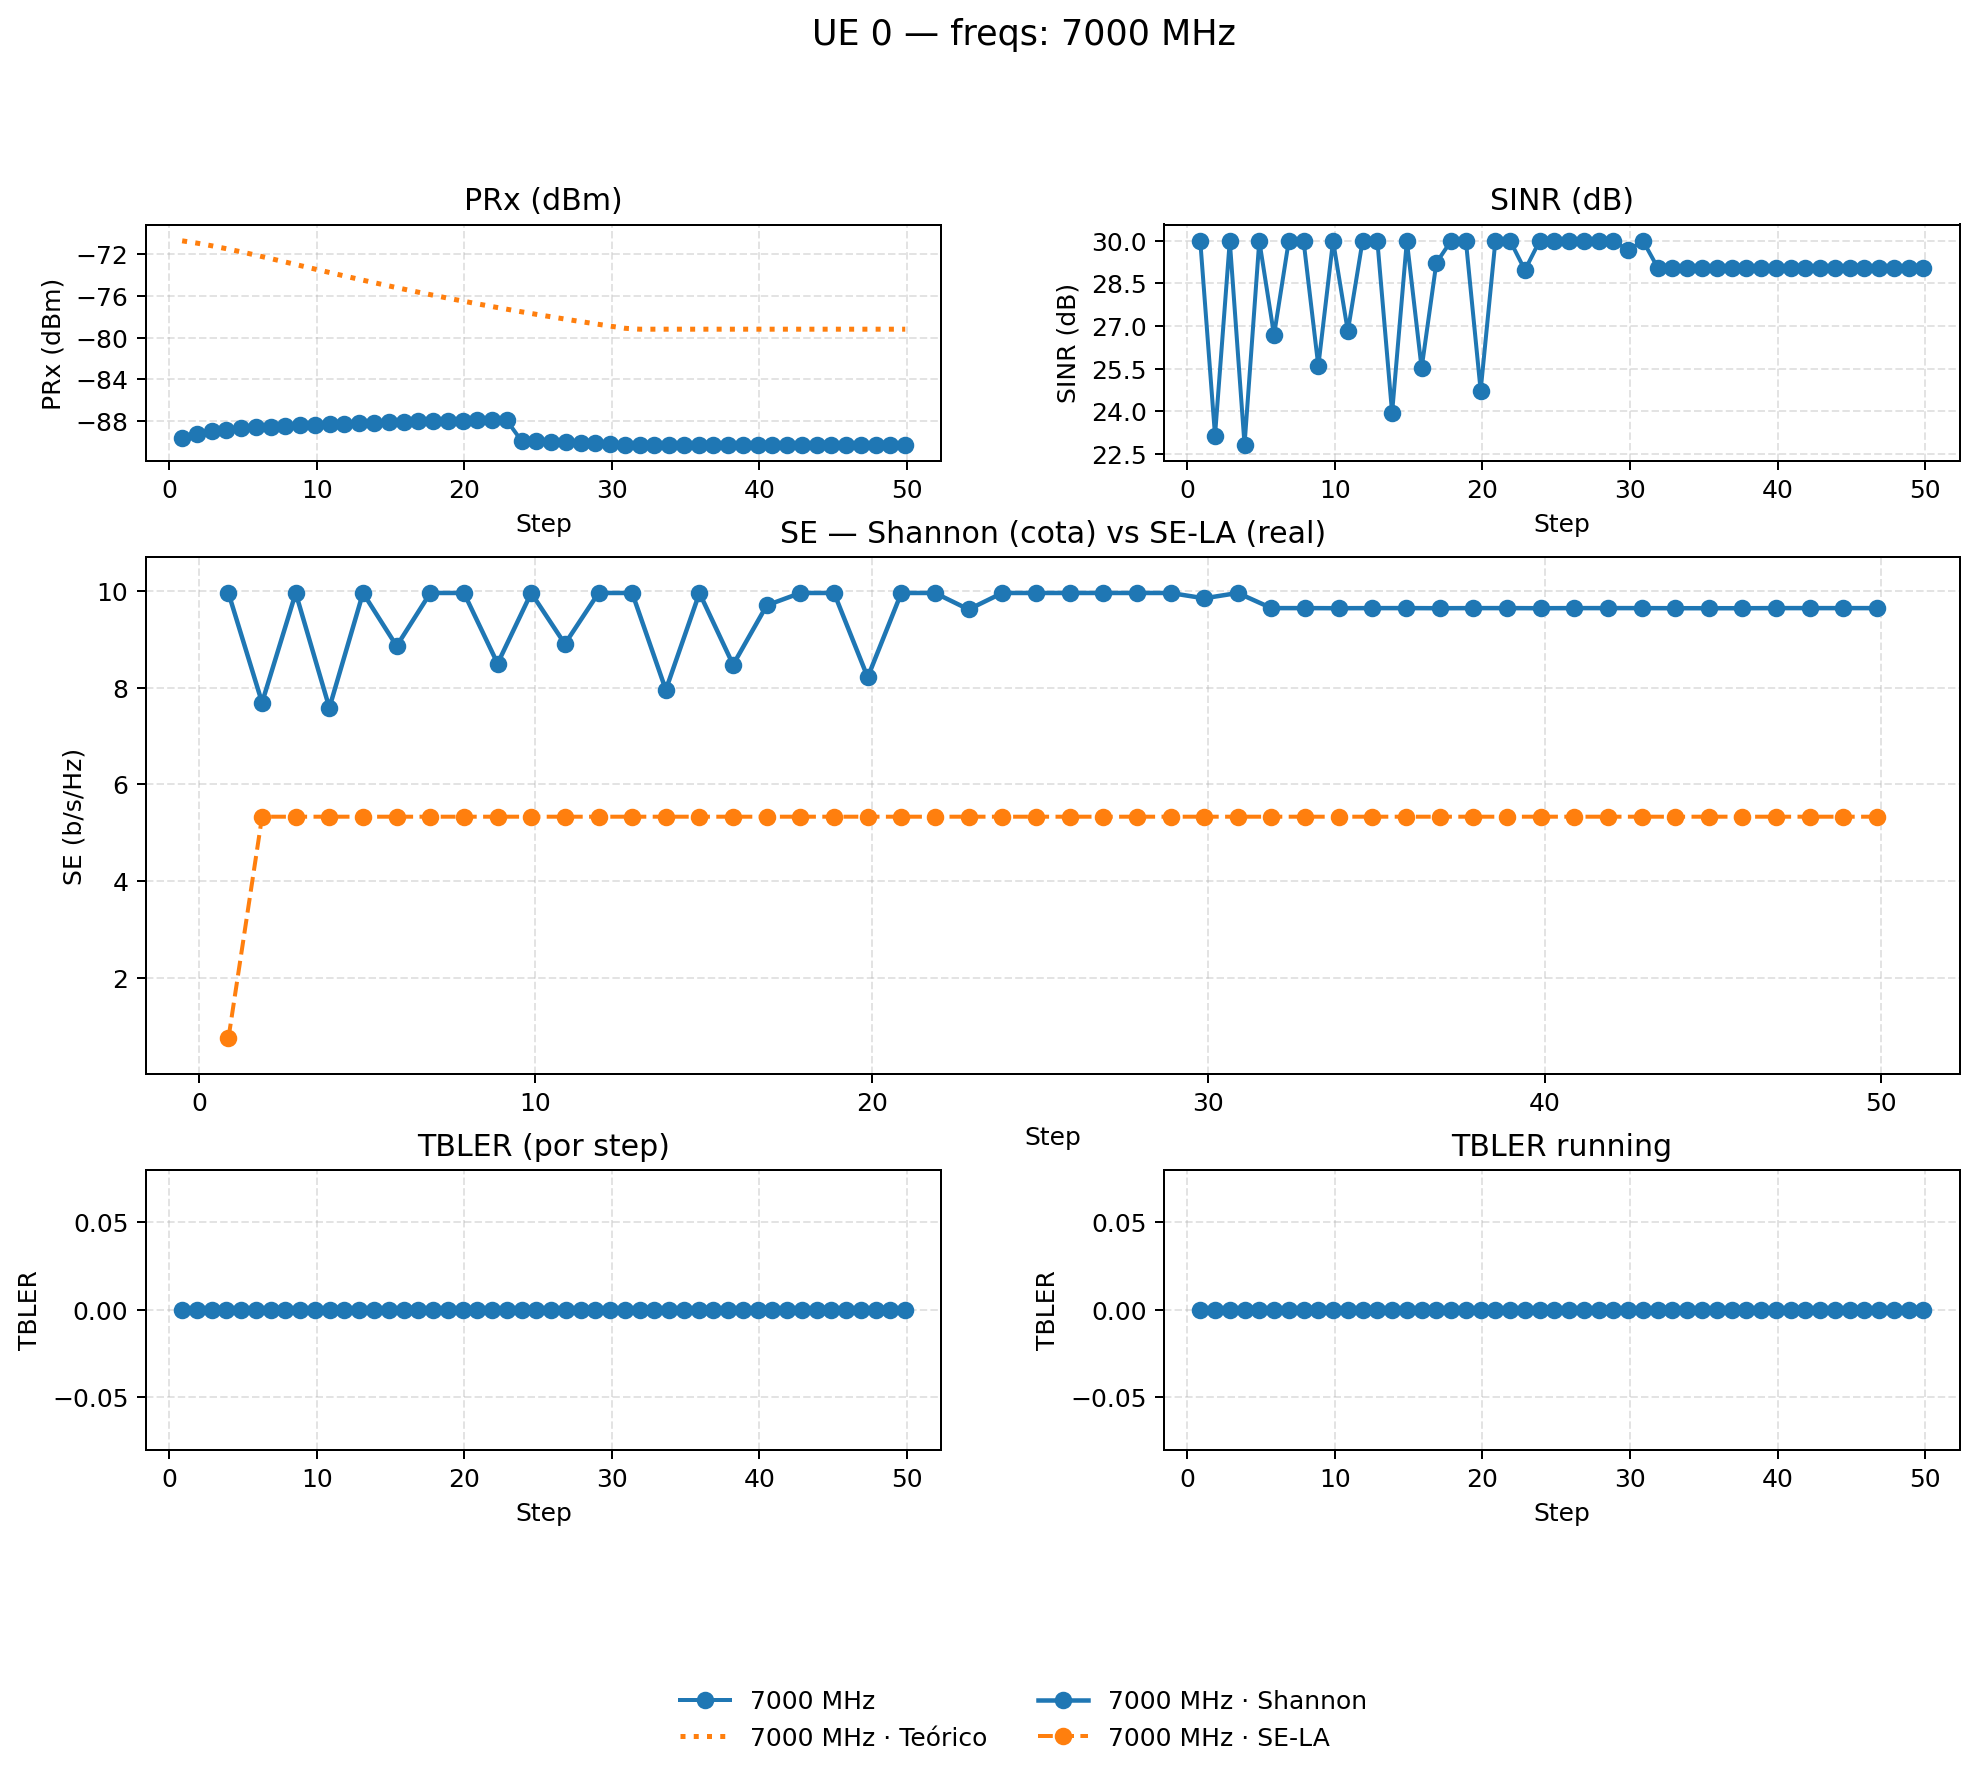 UE 0 — freqs: 7000 MHz
PRx (dBm)
PRx (dBm)
−72
−76
−80
−84
−88
0 10 20 30 40 50
Step
SINR (dB)
SINR (dB)
30.0
28.5
27.0
25.5
24.0
22.5
0 10 20 30 40 50
Step
SE — Shannon (cota) vs SE-LA (real)
SE (b/s/Hz)
10
8
6
4
2
0 10 20 30 40 50
Step
TBLER (por step)
TBLER
0.05
0.00
−0.05
0 10 20 30 40 50
Step
TBLER running
TBLER
0.05
0.00
−0.05
0 10 20 30 40 50
Step
7000 MHz
7000 MHz · Teórico
7000 MHz · Shannon
7000 MHz · SE-LA